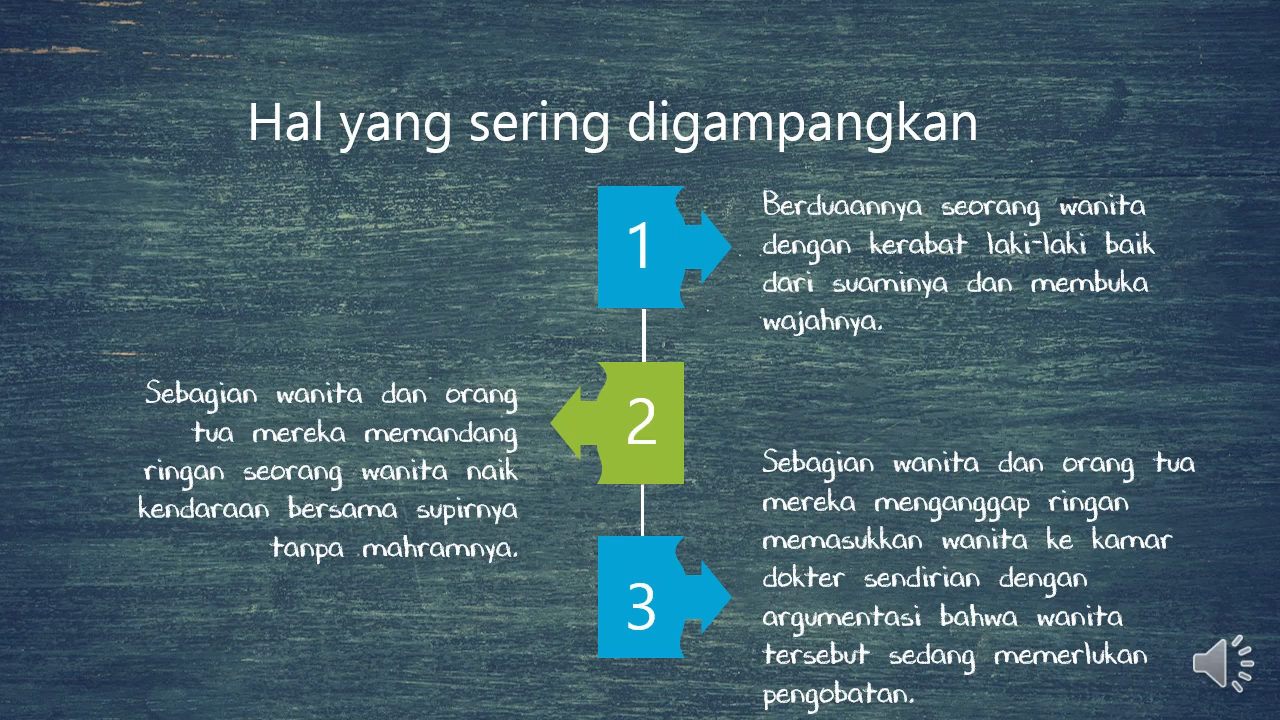 Hal yang sering digampangkan
1
Berduaannya seorang wanita
dengan kerabat laki-laki baik
dari suaminya dan membuka
wajahnya.
2
Sebagian wanita dan orang
tua mereka memandang
ringan seorang wanita naik
kendaraan bersama supirnya
tanpa mahramnya.
3
Sebagian wanita dan orang tua
mereka menganggap ringan
memasukkan wanita ke kamar
dokter sendirian dengan
argumentasi bahwa wanita
tersebut sedang memerlukan
pengobatan.